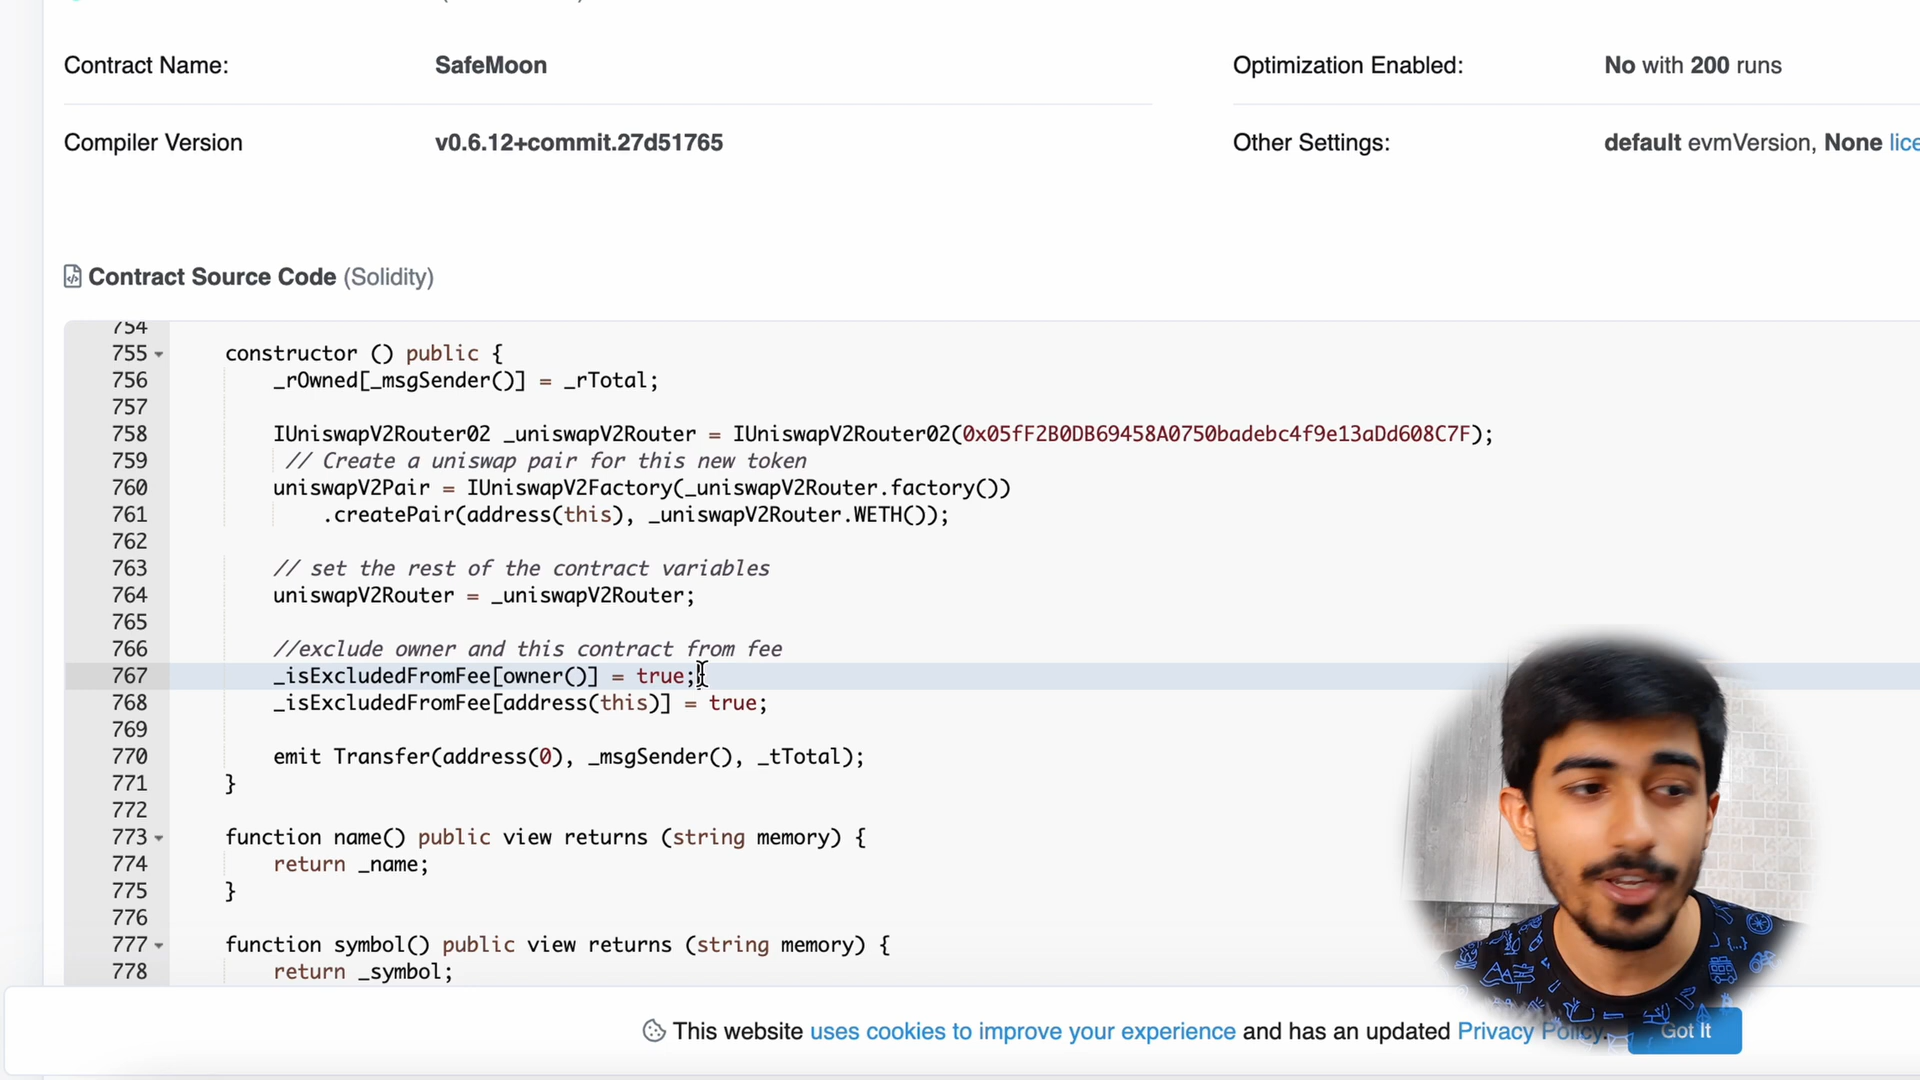 Contract Name:
SafeMoon
Optimization Enabled:
No with 200 runs
Compiler Version
v0.6.12+commit.27d51765
Other Settings:
default evmVersion, None lice
Contract Source Code (Solidity)
754
755 constructor () public {
756 _rOwned[_msgSender()] = _rTotal;
757
758 IUniswapV2Router02 _uniswapV2Router = IUniswapV2Router02(0x05fF2B0DB69458A0750badebc4f9e13aDd608C7F);
759 // Create a uniswap pair for this new token
760 uniswapV2Pair = IUniswapV2Factory(_uniswapV2Router.factory())
761 .createPair(address(this), _uniswapV2Router.WETH());
762
763 // set the rest of the contract variables
764 uniswapV2Router = _uniswapV2Router;
765
766 //exclude owner and this contract from fee
767 _isExcludedFromFee[owner()] = true;
768 _isExcludedFromFee[address(this)] = true;
769
770 emit Transfer(address(0), _msgSender(), _tTotal);
771 }
772
773 function name() public view returns (string memory) {
774 return _name;
775 }
776
777 function symbol() public view returns (string memory) {
778 return _symbol;
This website uses cookies to improve your experience and has an updated Privacy Policy.
Got It